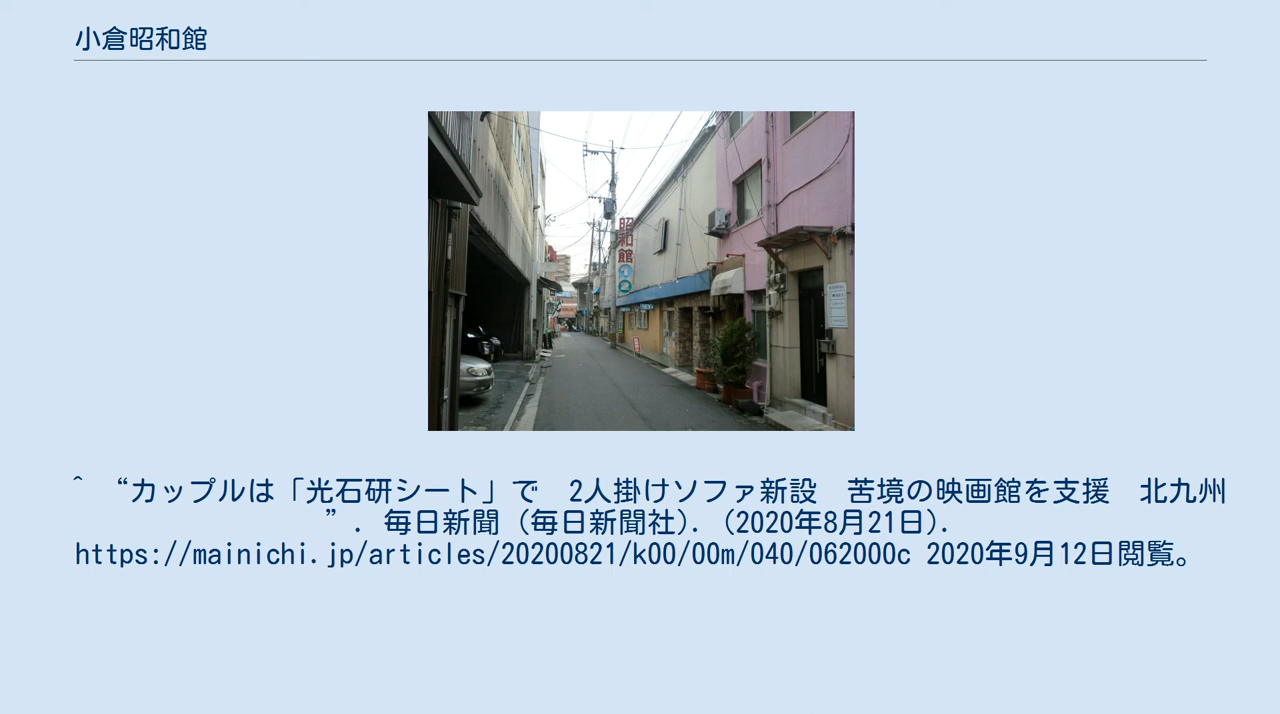 小倉昭和館
昭和館
1
2
^ “カップルは「光石研シート」で　2人掛けソファ新設　苦境の映画館を支援　北九州
”. 毎日新聞 (毎日新聞社). (2020年8月21日).
https://mainichi.jp/articles/20200821/k00/00m/040/062000c 2020年9月12日閲覧。